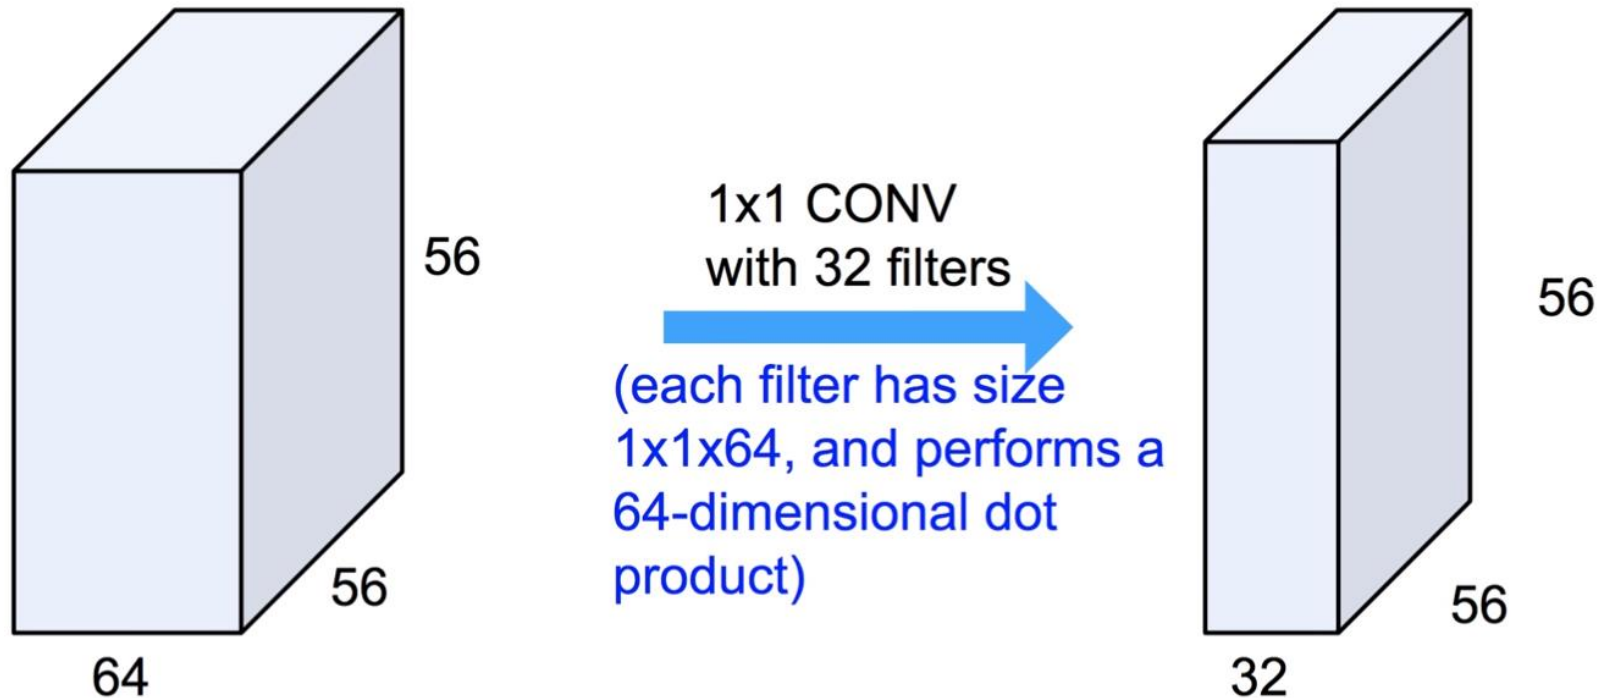 56
56
64
1x1 CONV
with 32 filters
(each filter has size
1x1x64, and performs a
64-dimensional dot
product)
56
56
32